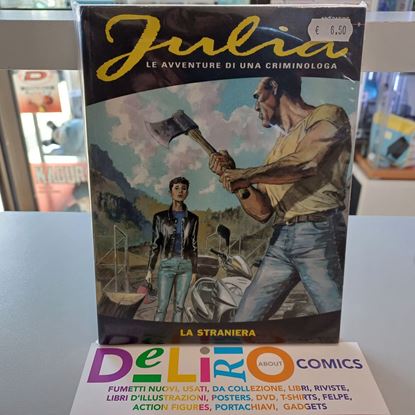 Julia
€ 6,50
LE AVVENTURE DI UNA CRIMINOLOGA
LA STRANIERA
DeLiRiO ABOUT COMICS
FUMETTI NUOVI, USATI, DA COLLEZIONE, LIBRI, RIVISTE,
LIBRI D'ILLUSTRAZIONI, POSTERS, DVD, T-SHIRTS, FELPE,
ACTION FIGURES, PORTACHIAVI, GADGETS